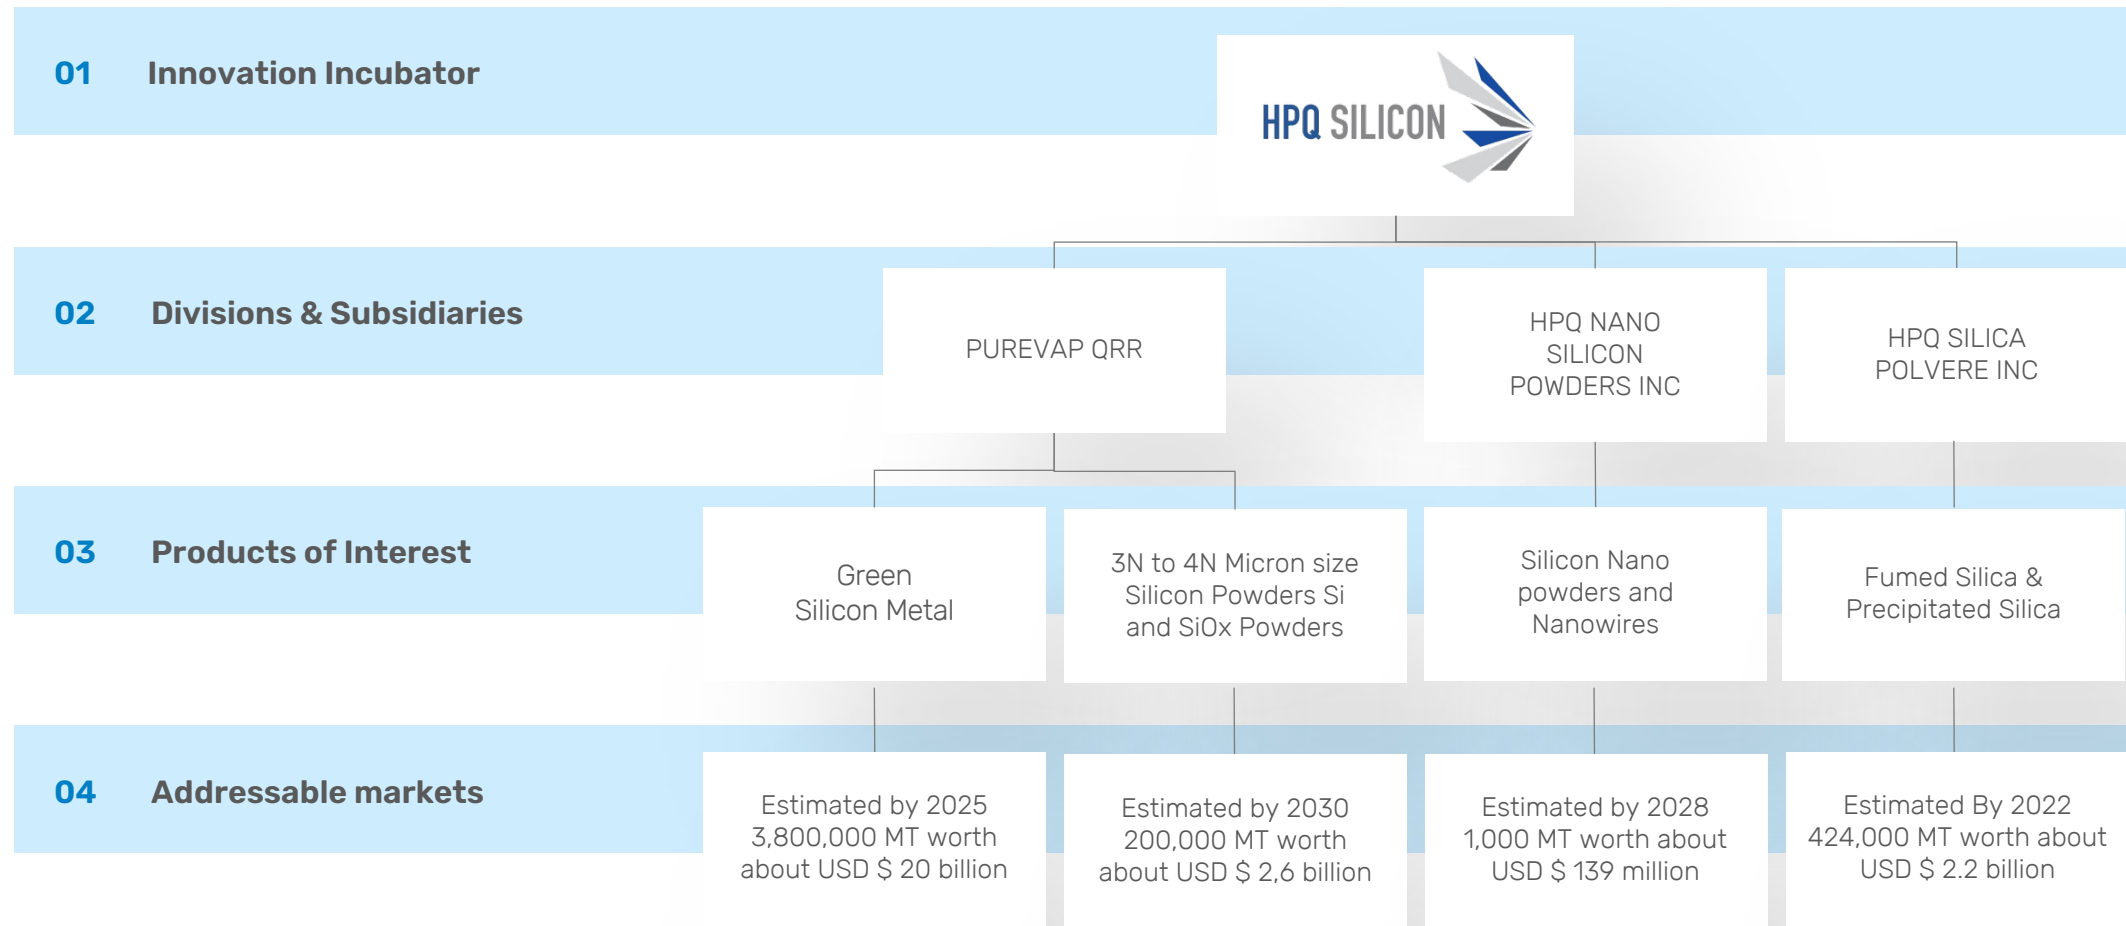 01 Innovation Incubator
HPQ SILICON
02 Divisions & Subsidiaries
PUREVAP QRR
HPQ NANO
SILICON
POWDERS INC
HPQ SILICA
POLVERE INC
03 Products of Interest
Green
Silicon Metal
3N to 4N Micron size
Silicon Powders Si
and SiOx Powders
Silicon Nano
powders and
Nanowires
Fumed Silica &
Precipitated Silica
04 Addressable markets
Estimated by 2025
3,800,000 MT worth
about USD $ 20 billion
Estimated by 2030
200,000 MT worth
about USD $ 2,6 billion
Estimated by 2028
1,000 MT worth about
USD $ 139 million
Estimated By 2022
424,000 MT worth about
USD $ 2.2 billion